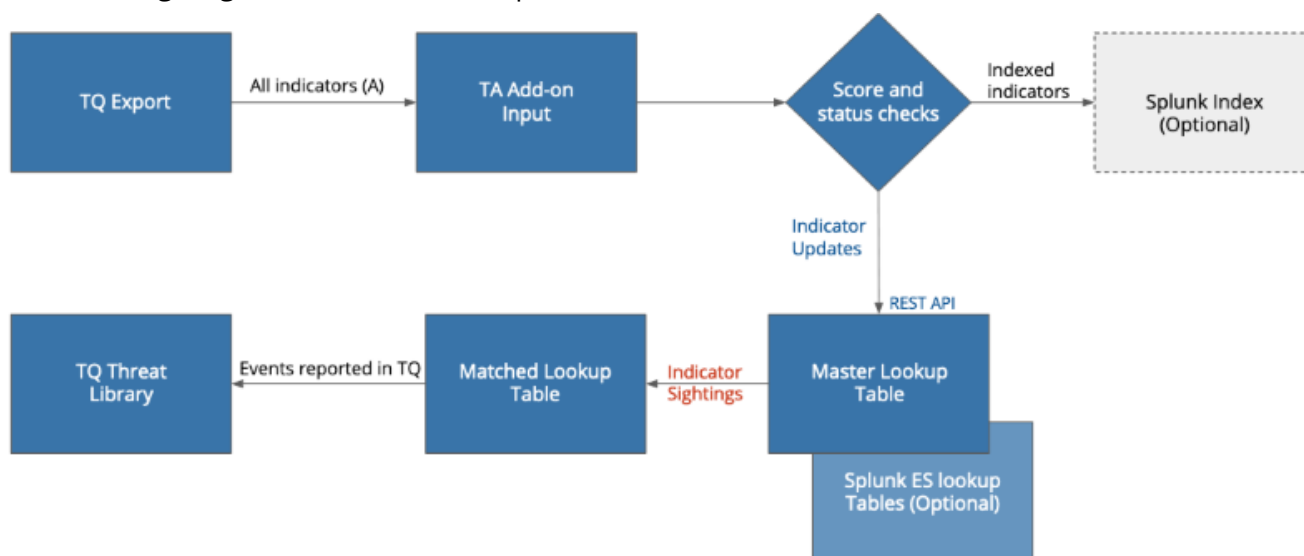 TQ Export
All indicators (A)
TA Add-on
Input
Score and
status checks
Indexed
indicators
Splunk Index
(Optional)
Indicator
Updates
REST API
TQ Threat
Library
Events reported in TQ
Matched Lookup
Table
Indicator
Sightings
Master Lookup
Table
Splunk ES lookup
Tables (Optional)